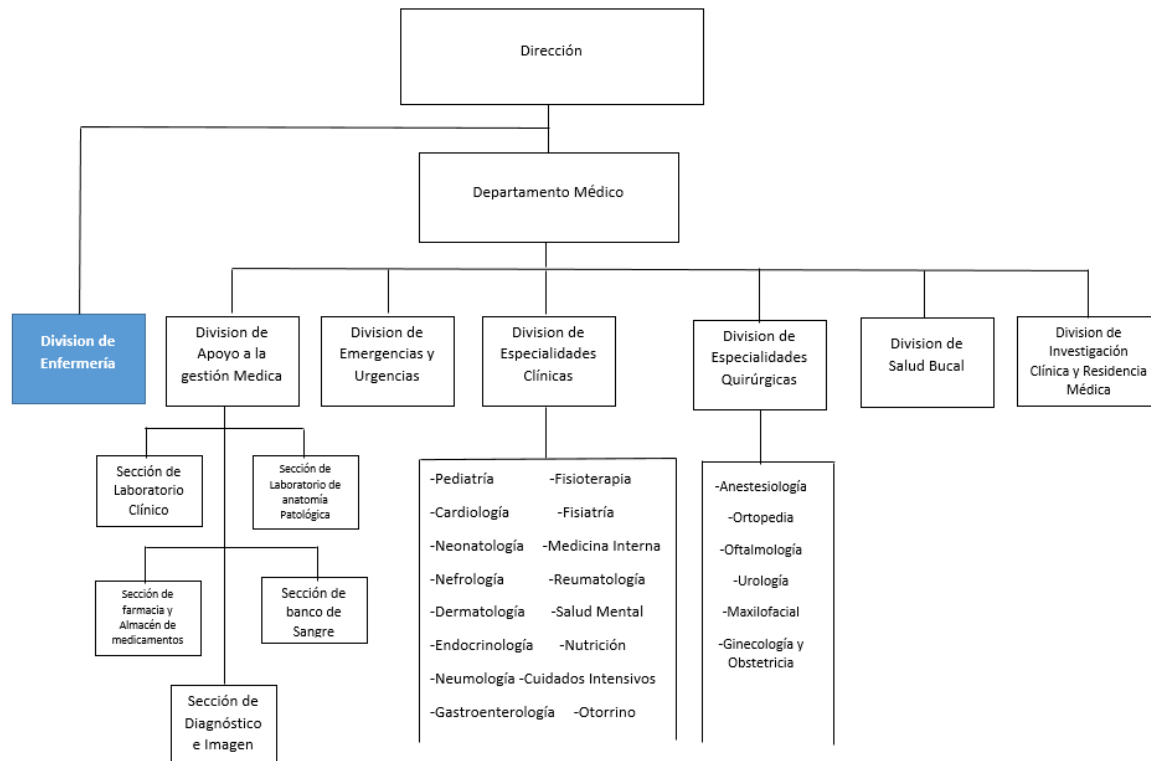 Dirección
Departamento Médico
Division de
Enfermería
Division de
Apoyo a la
gestión Medica
Division de
Emergencias y
Urgencias
Division de
Especialidades
Clínicas
Division de
Especialidades
Quirúrgicas
Division de
Salud Bucal
Division de
Investigación
Clínica y Residencia
Médica
Sección de
Laboratorio
Clínico
Sección de
Laboratorio de
anatomía
Patológica
Sección de
farmacia y
Almacén de
medicamentos
Sección de
banco de
Sangre
Sección de
Diagnóstico
e Imagen
-Pediatría -Fisioterapia
-Cardiología -Fisiatría
-Neonatología -Medicina Interna
-Nefrología -Reumatología
-Dermatología -Salud Mental
-Endocrinología -Nutrición
-Neumología -Cuidados Intensivos
-Gastroenterología -Otorrino
-Anestesiología
-Ortopedia
-Oftalmología
-Urología
-Maxilofacial
-Ginecología y
Obstetricia